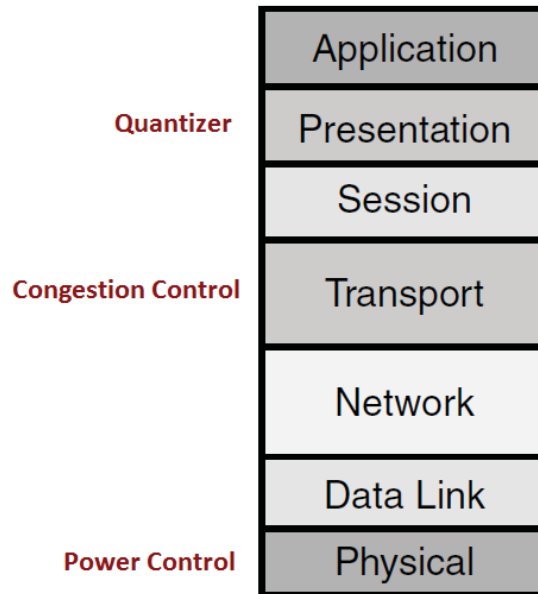 Application
Quantizer Presentation
Session
Congestion Control Transport
Network
Data Link
Power Control Physical